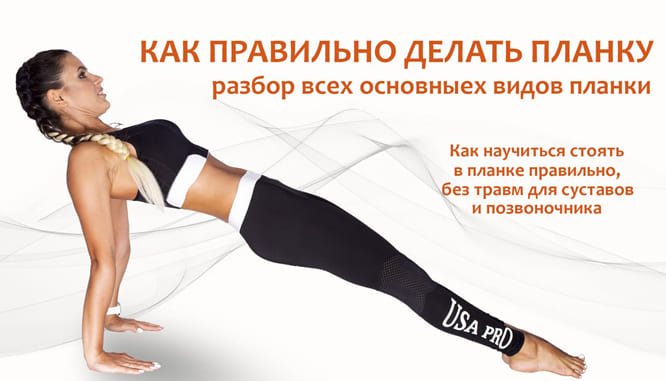 КАК ПРАВИЛЬНО ДЕЛАТЬ ПЛАНКУ
разбор всех основныех видов планки
Как научиться стоять
в планке правильно,
без травм для суставов
и позвоночника
USA PRO